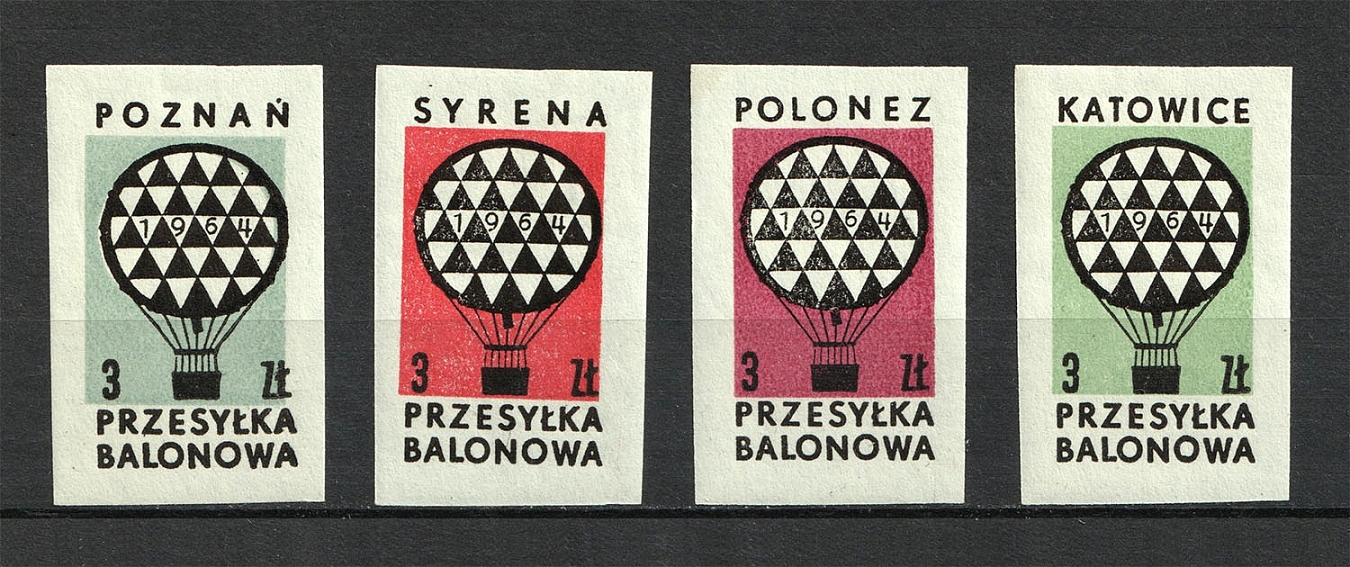 POZNAŃ
1964
3 Zł
PRZESYŁKA
BALONOWA
SYRENA
1964
3 Zł
PRZESYŁKA
BALONOWA
POLONEZ
1964
3 Zł
PRZESYŁKA
BALONOWA
KATOWICE
1964
3 Zł
PRZESYŁKA
BALONOWA